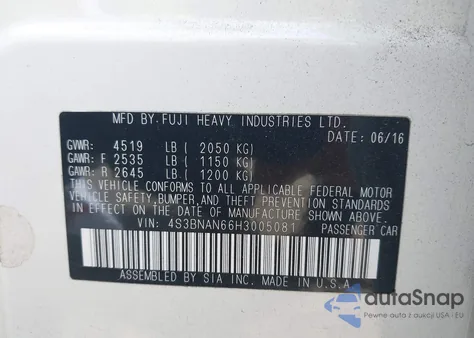 MFD BY:FUJI HEAVY INDUSTRIES LTD.
DATE: 06/16
GVWR: 4519 LB ( 2050 KG)
GAWR: F 2535 LB ( 1150 KG)
GAWR: R 2645 LB ( 1200 KG)
THIS VEHICLE CONFORMS TO ALL APPLICABLE FEDERAL MOTOR
VEHICLE SAFETY,BUMPER, AND THEFT PREVENTION STANDARDS
IN EFFECT ON THE DATE OF MANUFACTURE SHOWN ABOVE.
VIN: 4S3BNAN66H3005081 PASSENGER CAR
ASSEMBLED BY SIA INC. MADE IN U.S.A.
autoSnap
Pewne auta z USA i EU